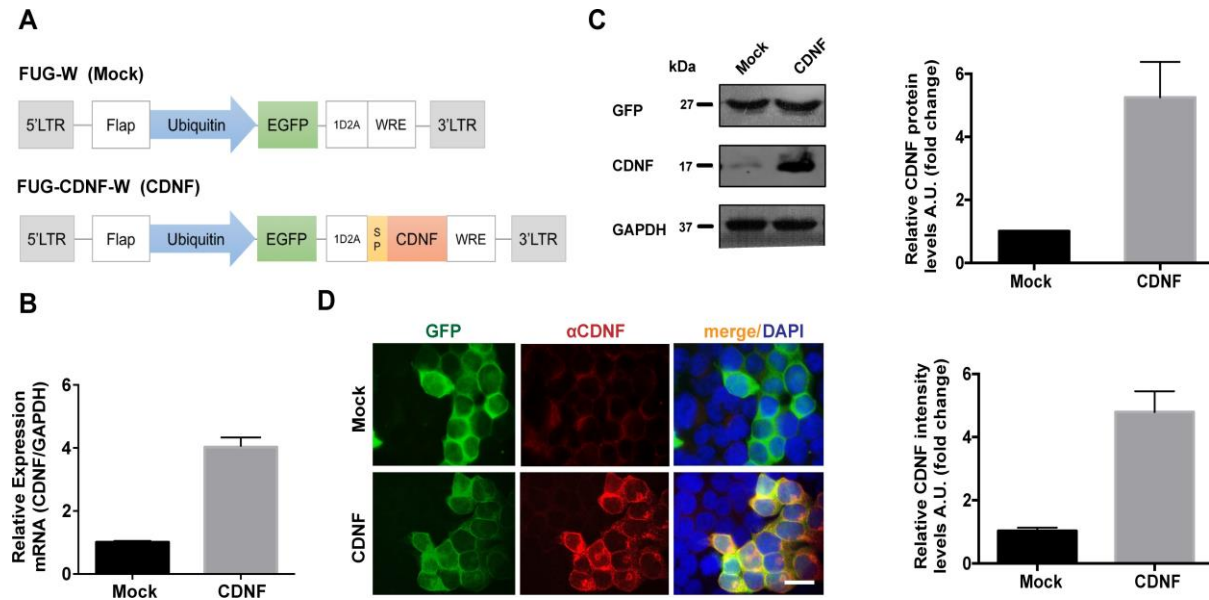 A
FUG-W (Mock)
5'LTR Flap Ubiquitin EGFP 1D2A WRE 3'LTR
FUG-CDNF-W (CDNF)
5'LTR Flap Ubiquitin EGFP 1D2A SP CDNF WRE 3'LTR
B
Relative Expression
mRNA (CDNF/GAPDH)
6
4
2
0
Mock CDNF
C
kDa Mock CDNF
GFP 27
CDNF 17
GAPDH 37
Relative CDNF protein
levels A.U. (fold change)
6
4
2
0
Mock CDNF
D
GFP αCDNF merge/DAPI
Mock
CDNF
Relative CDNF intensity
levels A.U. (fold change)
6
4
2
0
Mock CDNF